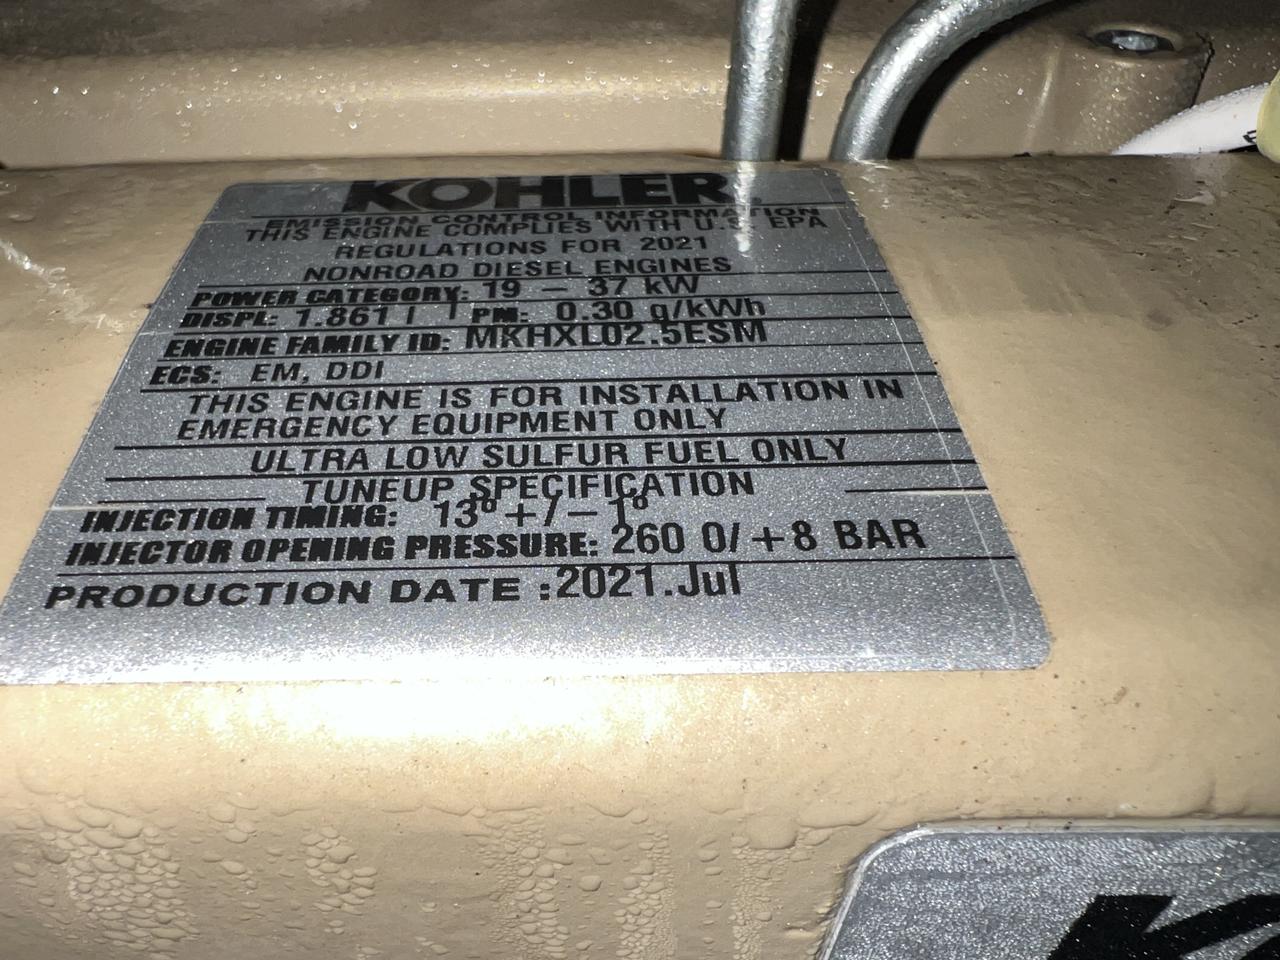 KOHLER®
EMISSION CONTROL INFORMATION
THIS ENGINE COMPLIES WITH U.S. EPA
REGULATIONS FOR 2021
NONROAD DIESEL ENGINES
POWER CATEGORY: 19 – 37 kW
DISPL: 1.861 l | PM: 0.30 g/kWh
ENGINE FAMILY ID: MKHXL02.5ESM
ECS: EM, DDI
THIS ENGINE IS FOR INSTALLATION IN
EMERGENCY EQUIPMENT ONLY
ULTRA LOW SULFUR FUEL ONLY
TUNEUP SPECIFICATION
INJECTION TIMING: 13º +/– 1º
INJECTOR OPENING PRESSURE: 260 0/ +8 BAR
PRODUCTION DATE :2021.Jul